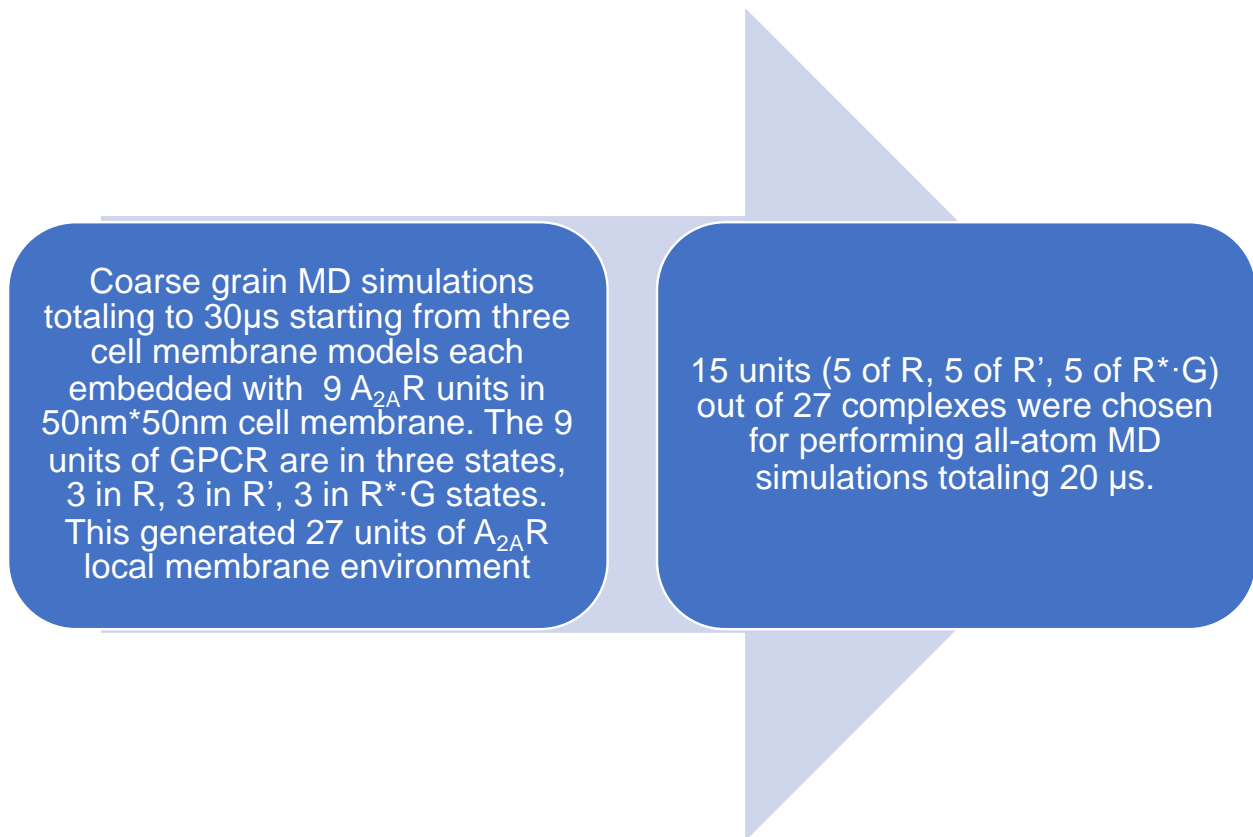 Coarse grain MD simulations
totaling to 30µs starting from three
cell membrane models each
embedded with  9 A₂ₐR units in
50nm*50nm cell membrane. The 9
units of GPCR are in three states,
3 in R, 3 in R’, 3 in R*·G states.
This generated 27 units of A₂ₐR
local membrane environment
15 units (5 of R, 5 of R’, 5 of R*·G)
out of 27 complexes were chosen
for performing all-atom MD
simulations totaling 20 µs.